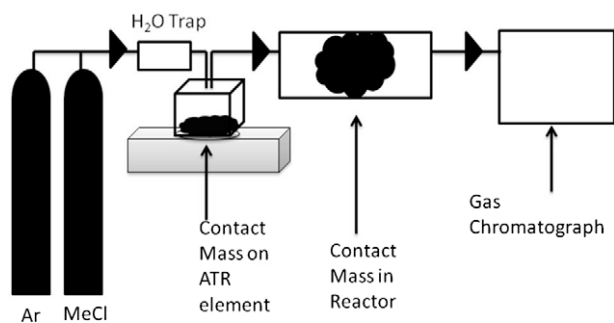 H₂O Trap
Contact
Mass on
ATR
element
Contact
Mass in
Reactor
Gas
Chromatograph
Ar
MeCl